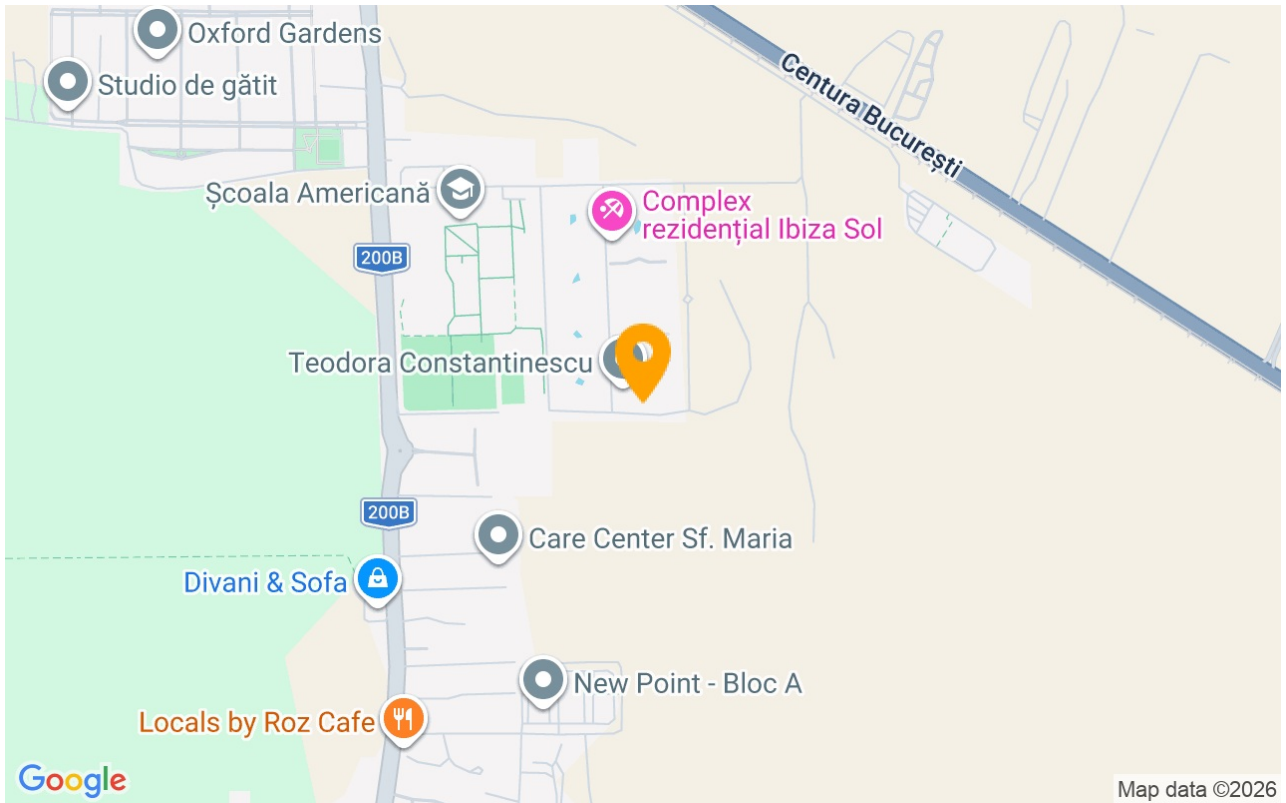 Oxford Gardens
Studio de gătit
Centura București
Școala Americană
Complex
rezidențial Ibiza Sol
200B
Teodora Constantinescu
200B
Care Center Sf. Maria
Divani & Sofa
New Point - Bloc A
Locals by Roz Cafe
Google
Map data ©2026